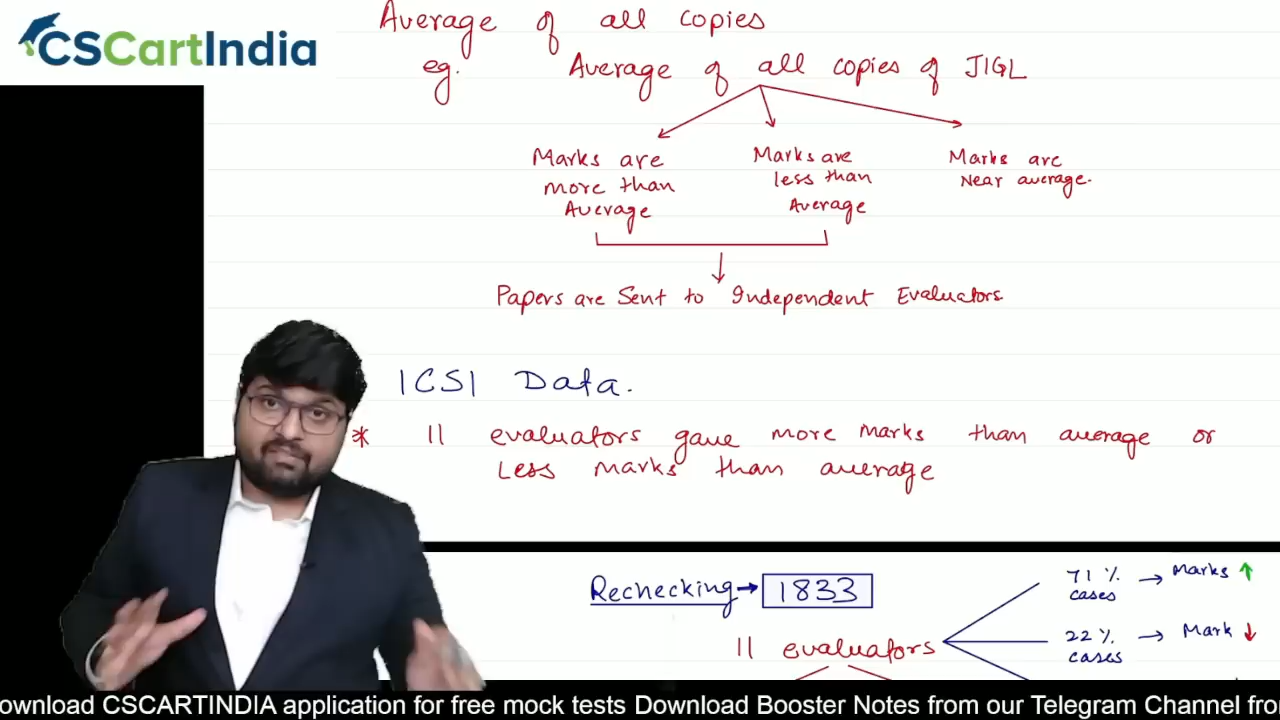 CSCartIndia
Average of all copies
eg. Average of all copies of JIGL
Marks are
more than
Average
Marks are
less than
Average
Marks are
Near average.
Papers are Sent to Independent Evaluators
ICSI Data.
* 11 evaluators gave more marks than average or
Less marks than average
Rechecking → 1833
71 % cases → Marks ↑
11 evaluators
22 % cases → Mark ↓
ownload CSCARTINDIA application for free mock tests Download Booster Notes from our Telegram Channel fro